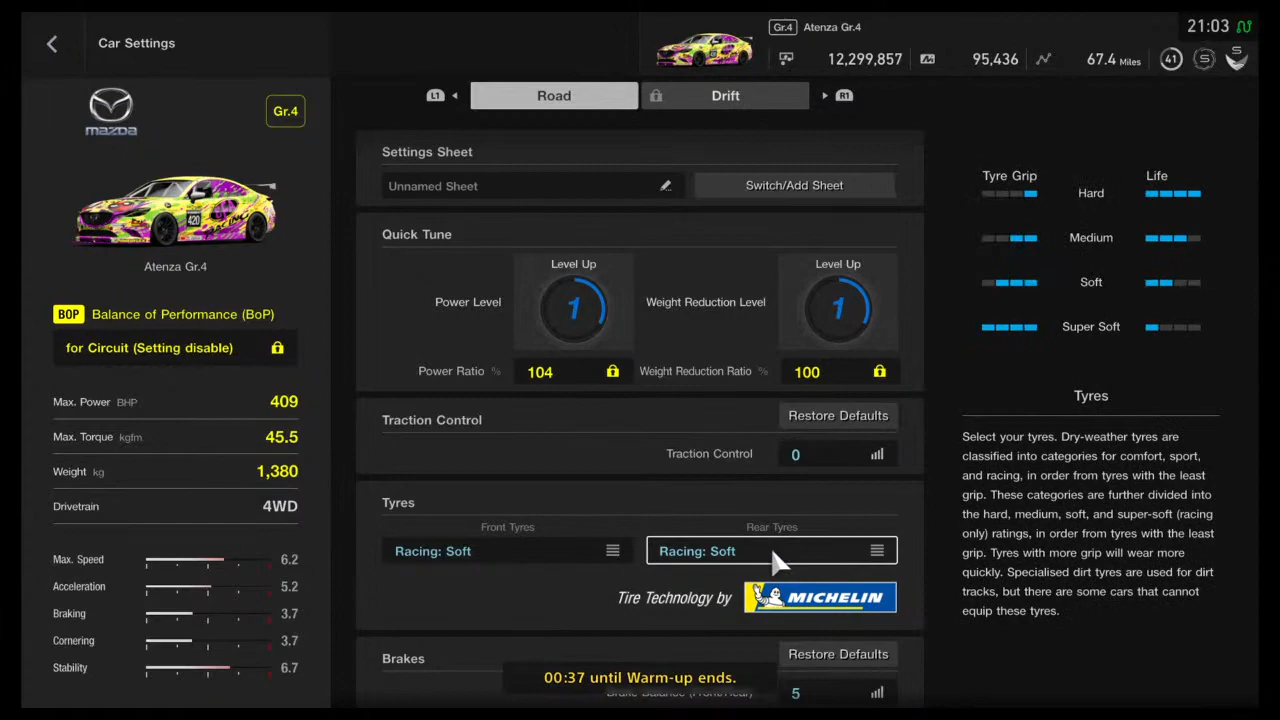 Car Settings
Gr.4 Atenza Gr.4
21:03
12,299,857
95,436
67.4 Miles
41
S
S
mazda
Gr.4
420
Atenza Gr.4
BOP Balance of Performance (BoP)
for Circuit (Setting disable)
Max. Power BHP 409
Max. Torque kgfm 45.5
Weight kg 1,380
Drivetrain 4WD
Max. Speed 6.2
Acceleration 5.2
Braking 3.7
Cornering 3.7
Stability 6.7
L1 Road Drift R1
Settings Sheet
Unnamed Sheet
Switch/Add Sheet
Quick Tune
Level Up Level Up
Power Level 1 Weight Reduction Level 1
Power Ratio % 104 Weight Reduction Ratio % 100
Traction Control Restore Defaults
Traction Control 0
Tyres
Front Tyres Rear Tyres
Racing: Soft Racing: Soft
Tire Technology by MICHELIN
Brakes Restore Defaults
Brake Balance (Front/Rear) 5
00:37 until Warm-up ends.
Tyre Grip Life
Hard
Medium
Soft
Super Soft
Tyres
Select your tyres. Dry-weather tyres are
classified into categories for comfort, sport,
and racing, in order from tyres with the least
grip. These categories are further divided into
the hard, medium, soft, and super-soft (racing
only) ratings, in order from tyres with the least
grip. Tyres with more grip will wear more
quickly. Specialised dirt tyres are used for dirt
tracks, but there are some cars that cannot
equip these tyres.